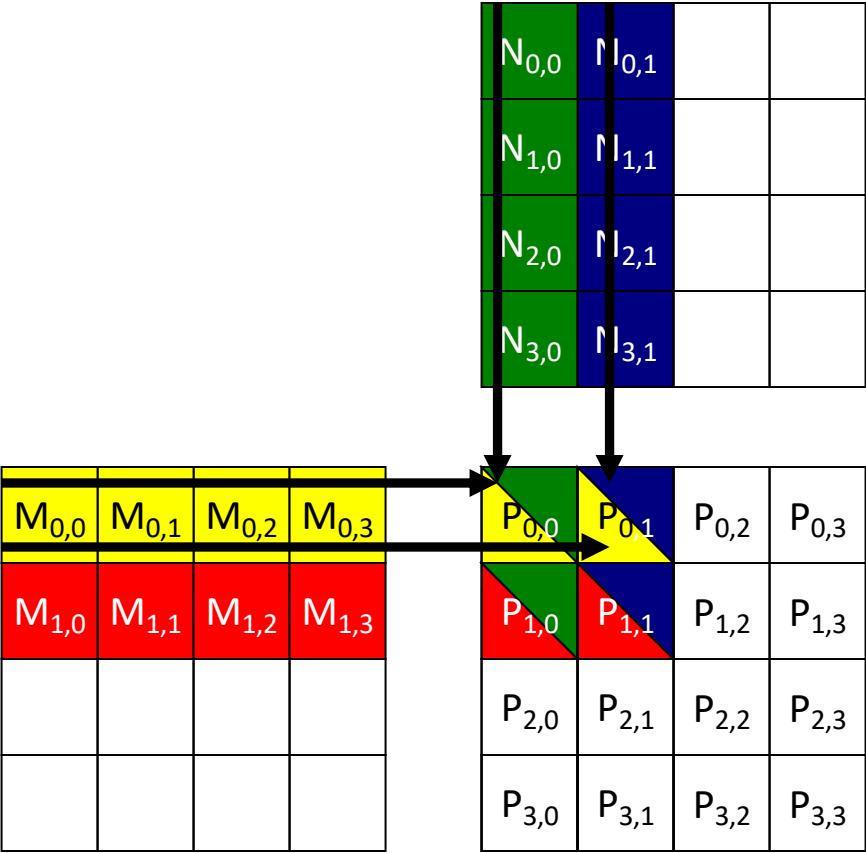 N0,0 N0,1
N1,0 N1,1
N2,0 N2,1
N3,0 N3,1
M0,0 M0,1 M0,2 M0,3 P0,0 P0,1 P0,2 P0,3
M1,0 M1,1 M1,2 M1,3 P1,0 P1,1 P1,2 P1,3
P2,0 P2,1 P2,2 P2,3
P3,0 P3,1 P3,2 P3,3